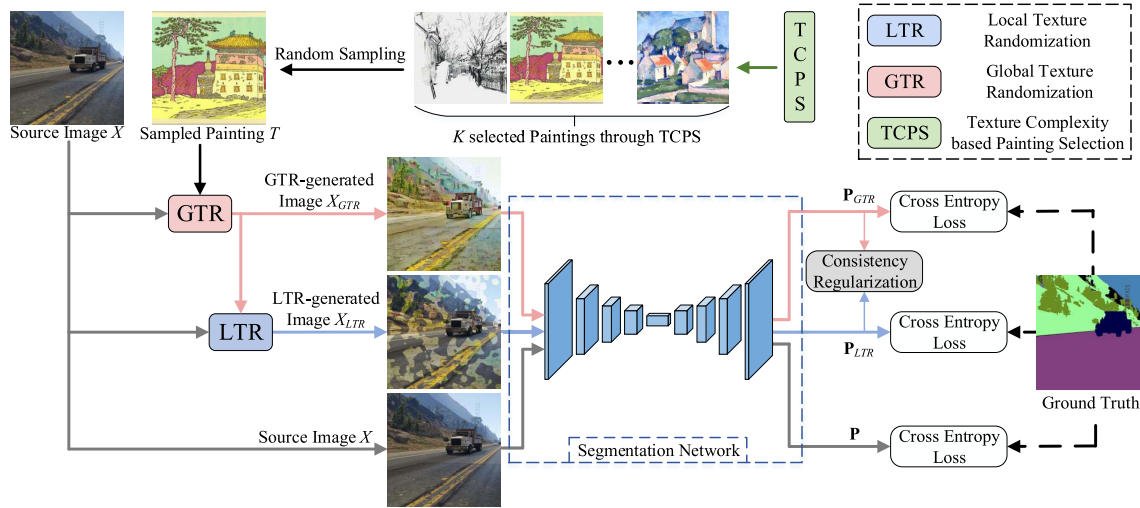 Random Sampling
T
C
P
S
LTR
Local Texture
Randomization
GTR
Global Texture
Randomization
TCPS
Texture Complexity
based Painting Selection
Source Image X
Sampled Painting T
K selected Paintings through TCPS
GTR-generated
Image X_GTR
GTR
LTR-generated
Image X_LTR
LTR
Source Image X
Segmentation Network
P_GTR
Cross Entropy
Loss
Consistency
Regularization
P_LTR
Cross Entropy
Loss
Ground Truth
P
Cross Entropy
Loss